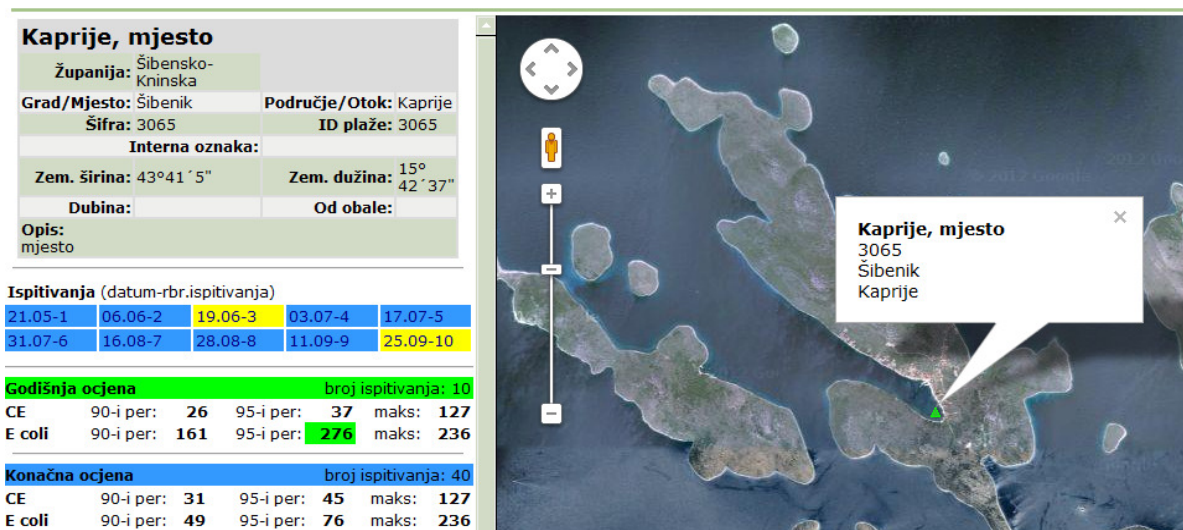 Kaprije, mjesto
Županija: Šibensko-
Kninska
Grad/Mjesto: Šibenik Područje/Otok: Kaprije
Šifra: 3065 ID plaže: 3065
Interna oznaka:
Zem. širina: 43º41´5" Zem. dužina: 15º
42´37"
Dubina: Od obale:
Opis:
mjesto
Ispitivanja (datum-rbr.ispitivanja)
21.05-1 06.06-2 19.06-3 03.07-4 17.07-5
31.07-6 16.08-7 28.08-8 11.09-9 25.09-10
Godišnja ocjena broj ispitivanja: 10
CE 90-i per: 26 95-i per: 37 maks: 127
E coli 90-i per: 161 95-i per: 276 maks: 236
Konačna ocjena broj ispitivanja: 40
CE 90-i per: 31 95-i per: 45 maks: 127
E coli 90-i per: 49 95-i per: 76 maks: 236
© 2012 Google
Kaprije, mjesto
3065
Šibenik
Kaprije